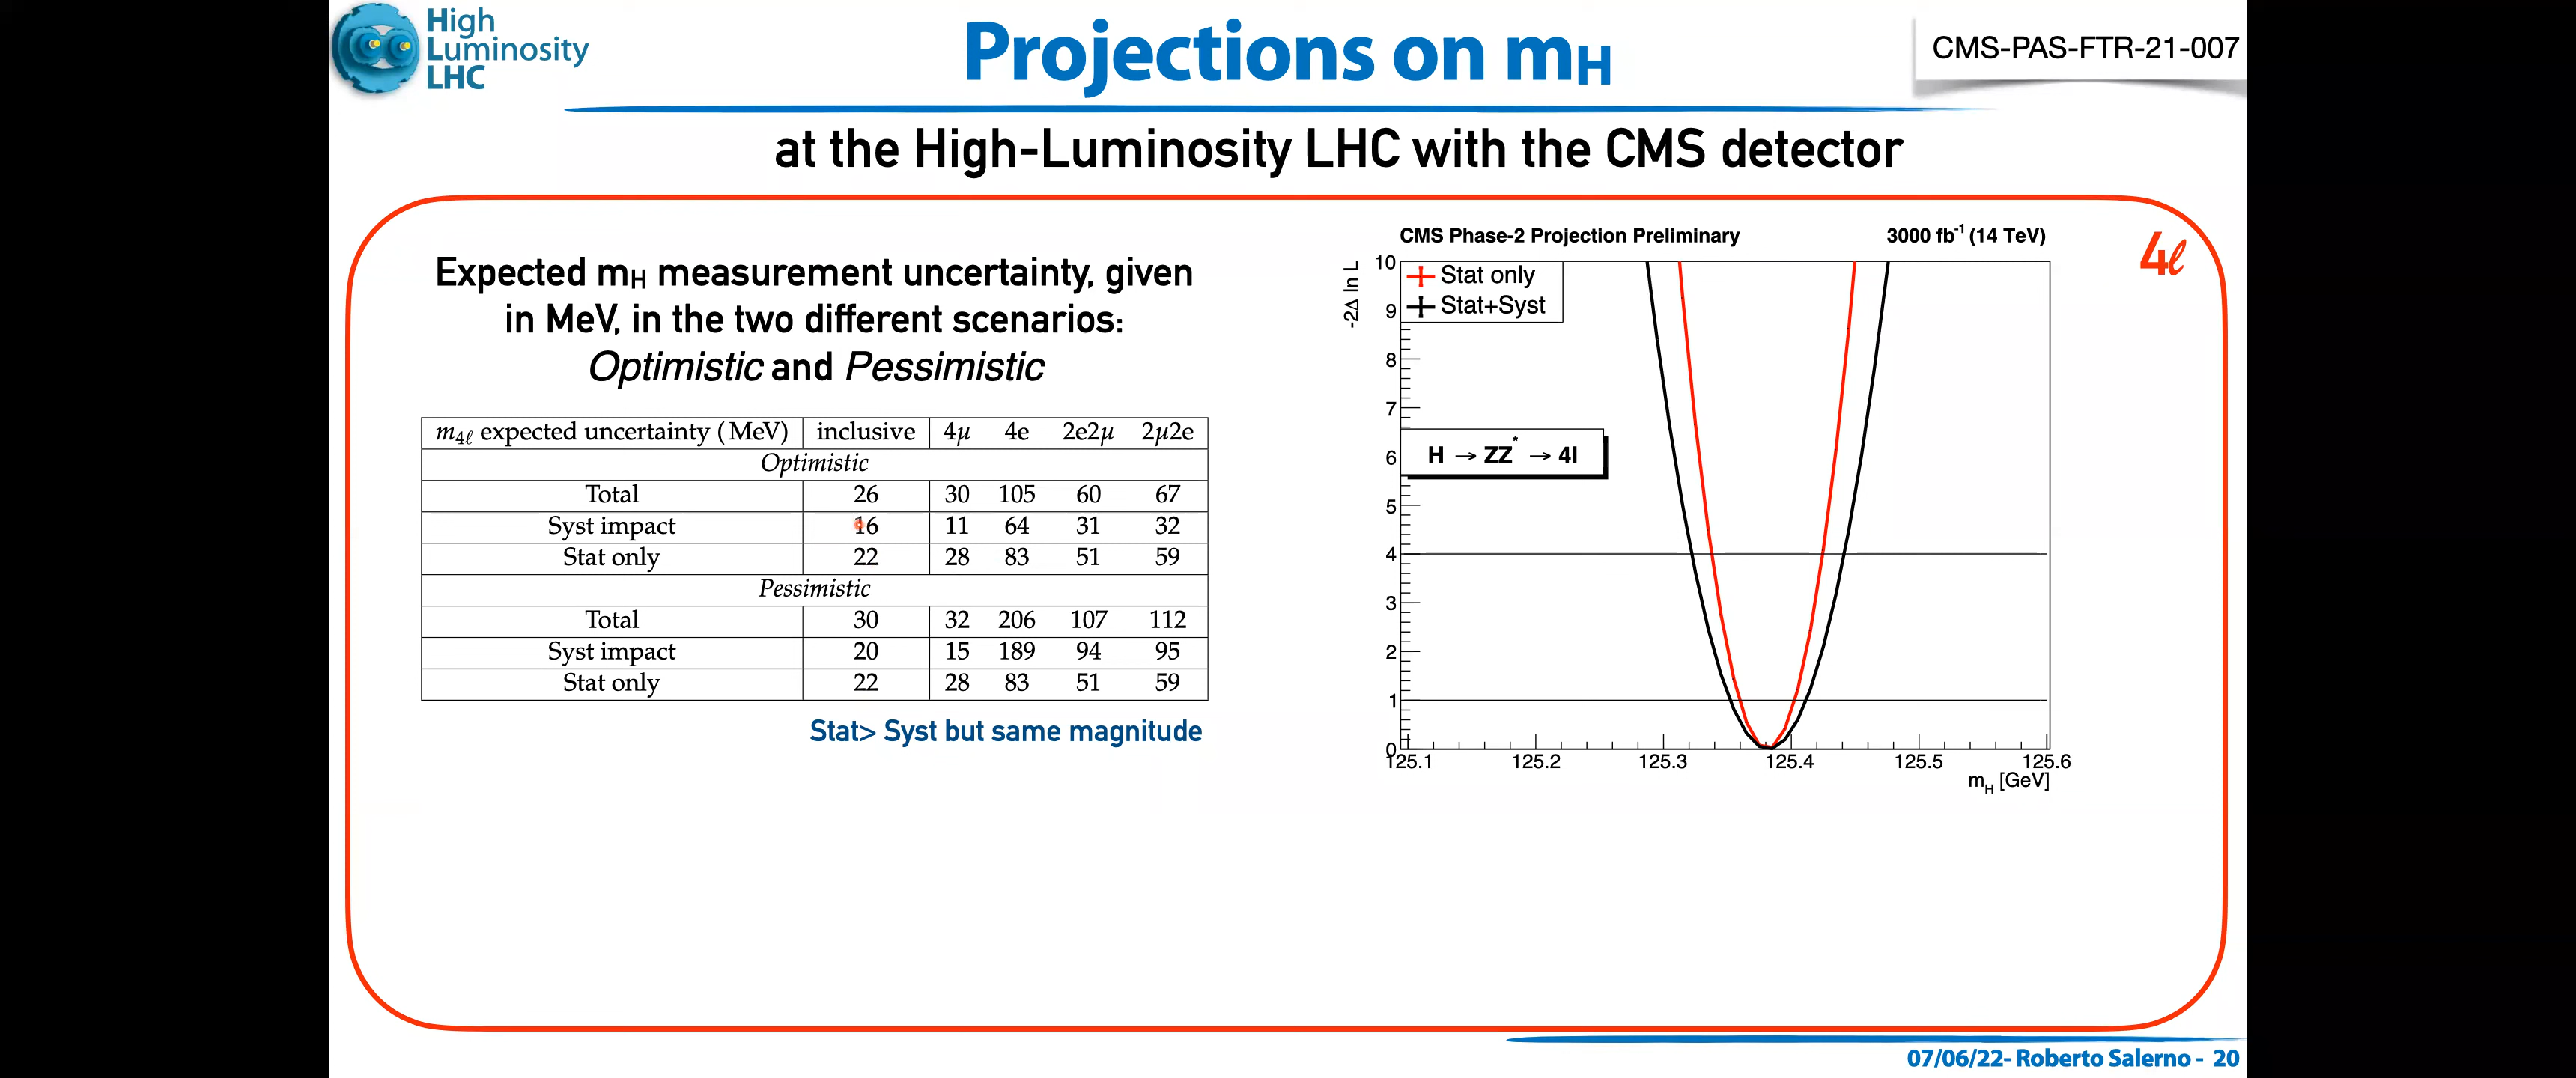 High
Luminosity
LHC
Projections on mH
CMS-PAS-FTR-21-007
at the High-Luminosity LHC with the CMS detector
Expected mH measurement uncertainty, given
in MeV, in the two different scenarios:
Optimistic and Pessimistic
m4ℓ expected uncertainty (MeV) inclusive 4μ 4e 2e2μ 2μ2e
Optimistic
Total 26 30 105 60 67
Syst impact 16 11 64 31 32
Stat only 22 28 83 51 59
Pessimistic
Total 30 32 206 107 112
Syst impact 20 15 189 94 95
Stat only 22 28 83 51 59
Stat> Syst but same magnitude
CMS Phase-2 Projection Preliminary 3000 fb-1 (14 TeV)
4ℓ
-2Δ ln L
10
Stat only
Stat+Syst
9
8
7
6
H → ZZ* → 4l
5
4
3
2
1
0
125.1 125.2 125.3 125.4 125.5 125.6
mH [GeV]
07/06/22- Roberto Salerno - 20